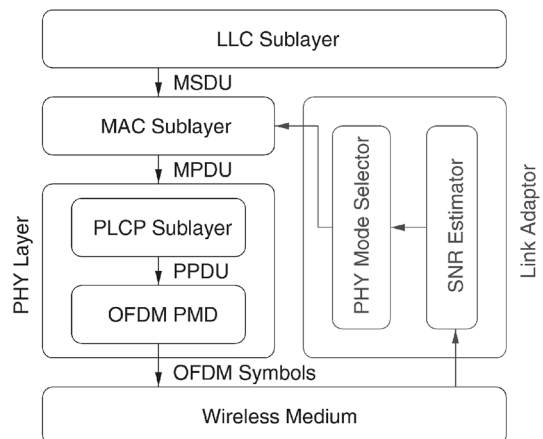 LLC Sublayer
MSDU
MAC Sublayer
MPDU
PHY Layer
PLCP Sublayer
PPDU
OFDM PMD
OFDM Symbols
Wireless Medium
PHY Mode Selector
SNR Estimator
Link Adaptor